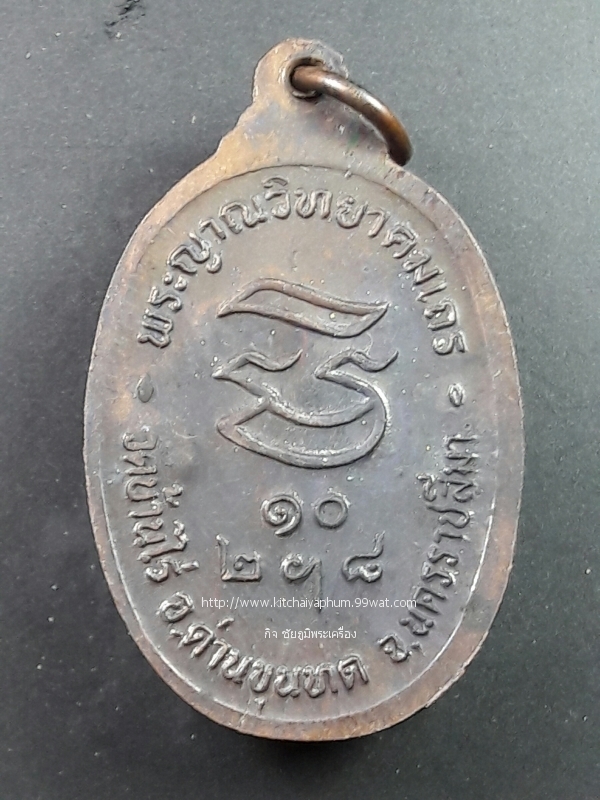 พระญาณวิทยาคมเถร
๑๐
๒ ๙ ๘
วัดบ้านไร่ อ.ด่านขุนทด จ.นครราชสีมา
http://www.kitchaiyaphum.99wat.com/
กิจ ชัยภูมิพระเครื่อง